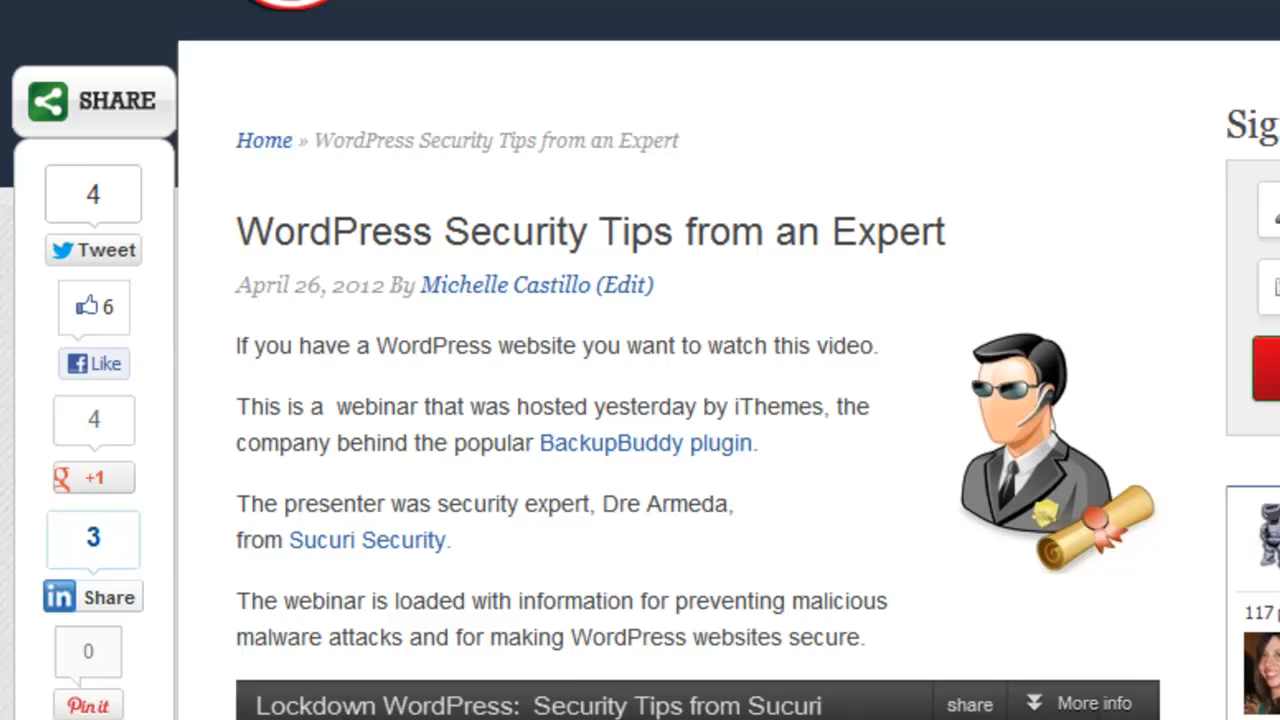 SHARE
4
Tweet
6
Like
4
+1
3
in Share
0
Pin it
Home » WordPress Security Tips from an Expert
WordPress Security Tips from an Expert
April 26, 2012 By Michelle Castillo (Edit)
If you have a WordPress website you want to watch this video.
This is a webinar that was hosted yesterday by iThemes, the
company behind the popular BackupBuddy plugin.
The presenter was security expert, Dre Armeda,
from Sucuri Security.
The webinar is loaded with information for preventing malicious
malware attacks and for making WordPress websites secure.
Lockdown WordPress: Security Tips from Sucuri
share
More info
Sig
117